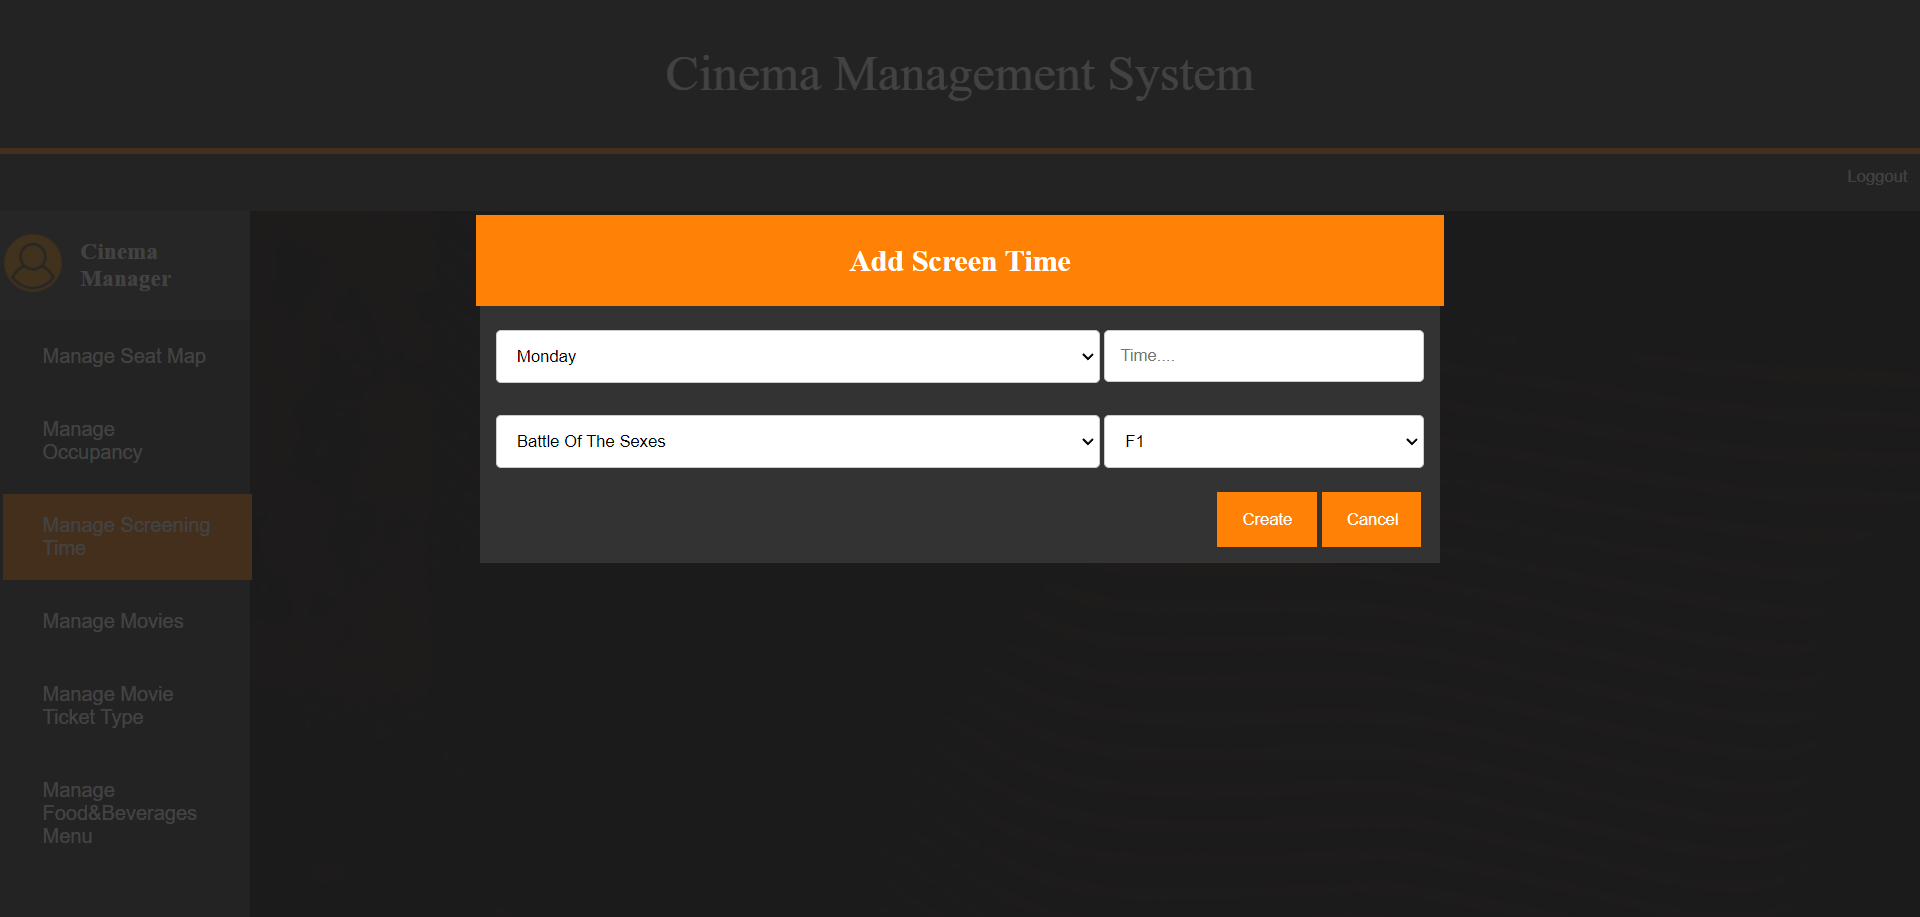 Cinema Management System
Loggout
Cinema
Manager
Manage Seat Map
Manage
Occupancy
Manage Screening
Time
Manage Movies
Manage Movie
Ticket Type
Manage
Food&Beverages
Menu
Add Screen Time
Monday
Time....
Battle Of The Sexes
F1
Create
Cancel